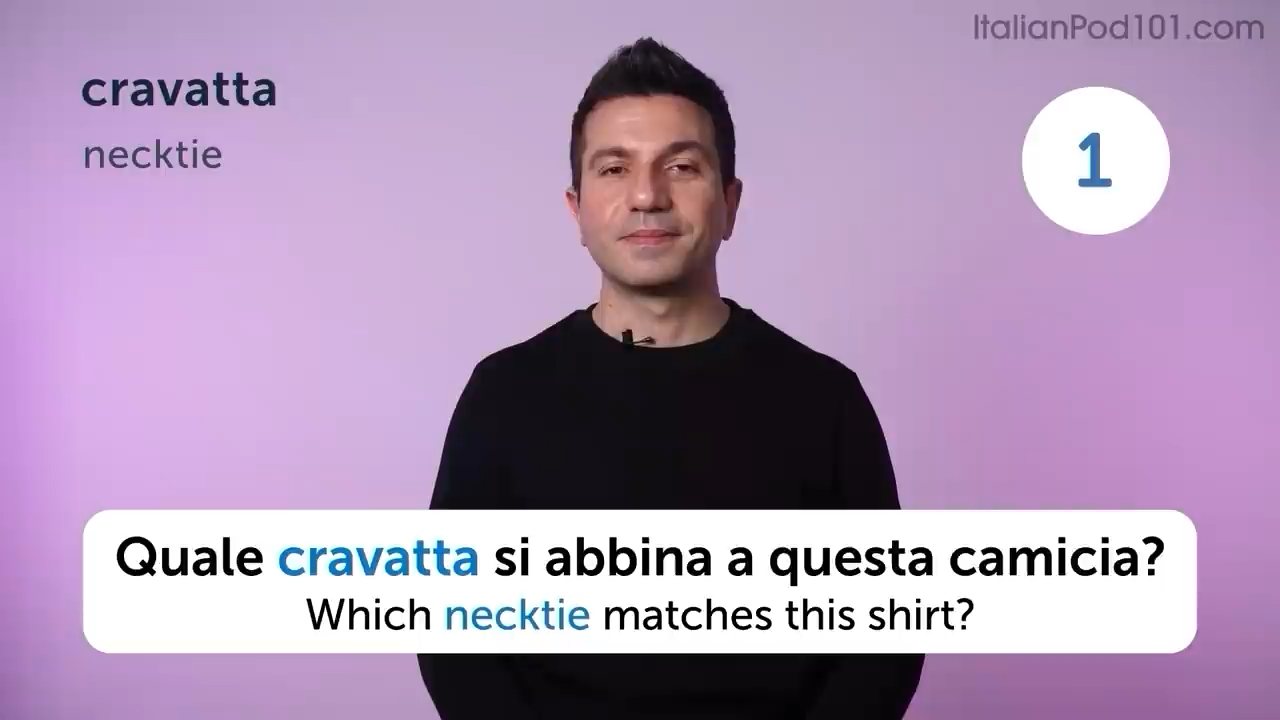 ItalianPod101.com
cravatta
necktie
1
Quale cravatta si abbina a questa camicia?
Which necktie matches this shirt?